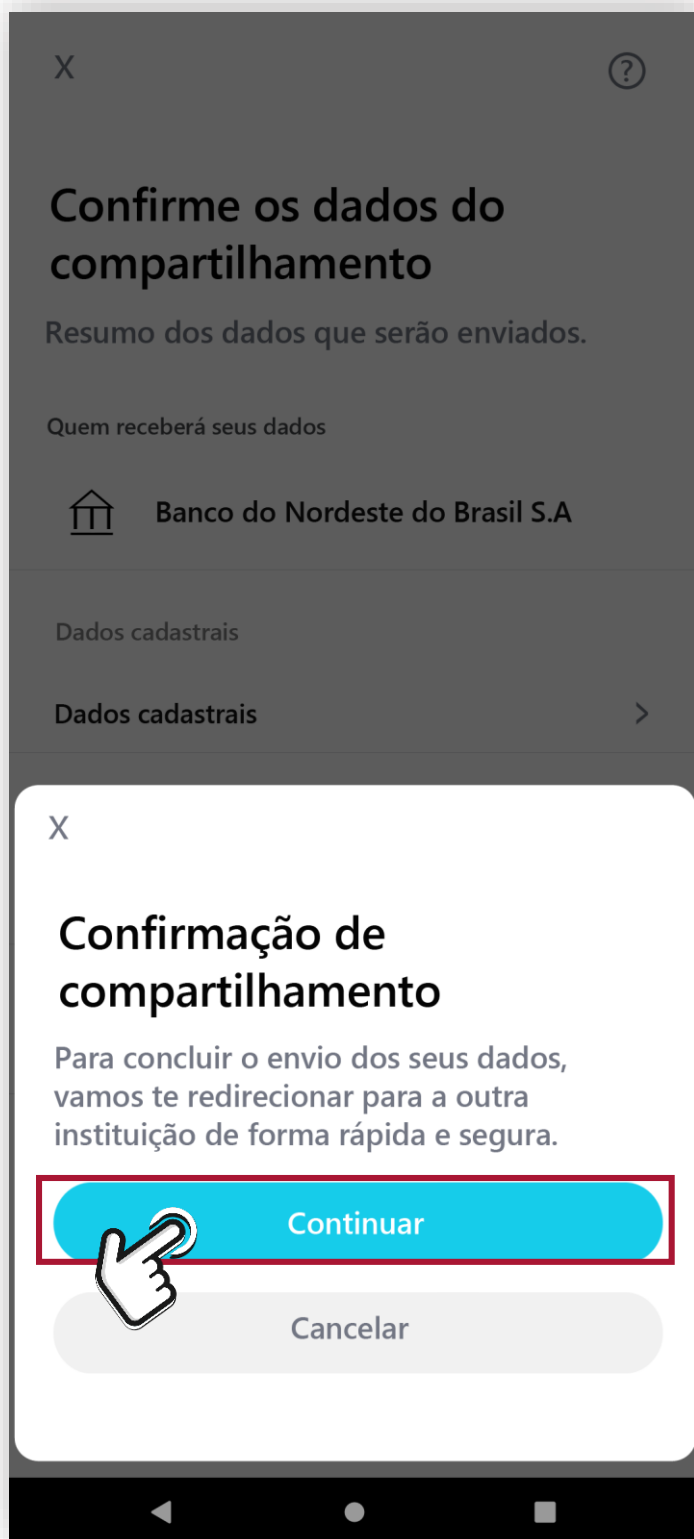 X
?
Confirme os dados do
compartilhamento
Resumo dos dados que serão enviados.
Quem receberá seus dados
Banco do Nordeste do Brasil S.A
Dados cadastrais
Dados cadastrais
X
Confirmação de
compartilhamento
Para concluir o envio dos seus dados,
vamos te redirecionar para a outra
instituição de forma rápida e segura.
Continuar
Cancelar